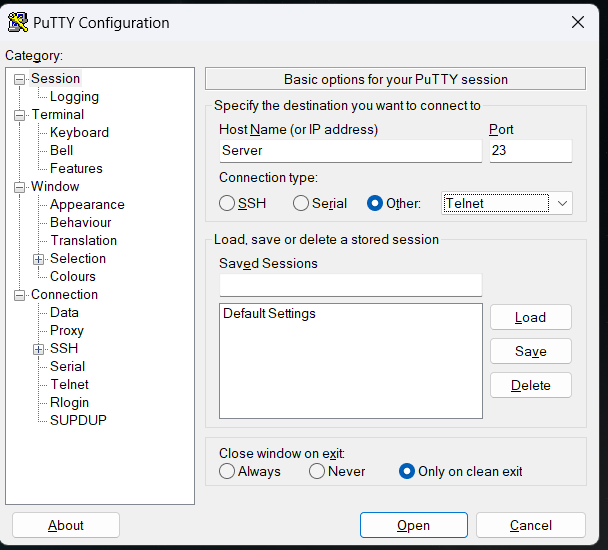 PuTTY Configuration
Category:
Session
Logging
Terminal
Keyboard
Bell
Features
Window
Appearance
Behaviour
Translation
Selection
Colours
Connection
Data
Proxy
SSH
Serial
Telnet
Rlogin
SUPDUP
Basic options for your PuTTY session
Specify the destination you want to connect to
Host Name (or IP address) Port
Server 23
Connection type:
SSH Serial Other: Telnet
Load, save or delete a stored session
Saved Sessions
Default Settings
Load
Save
Delete
Close window on exit:
Always Never Only on clean exit
About Open Cancel